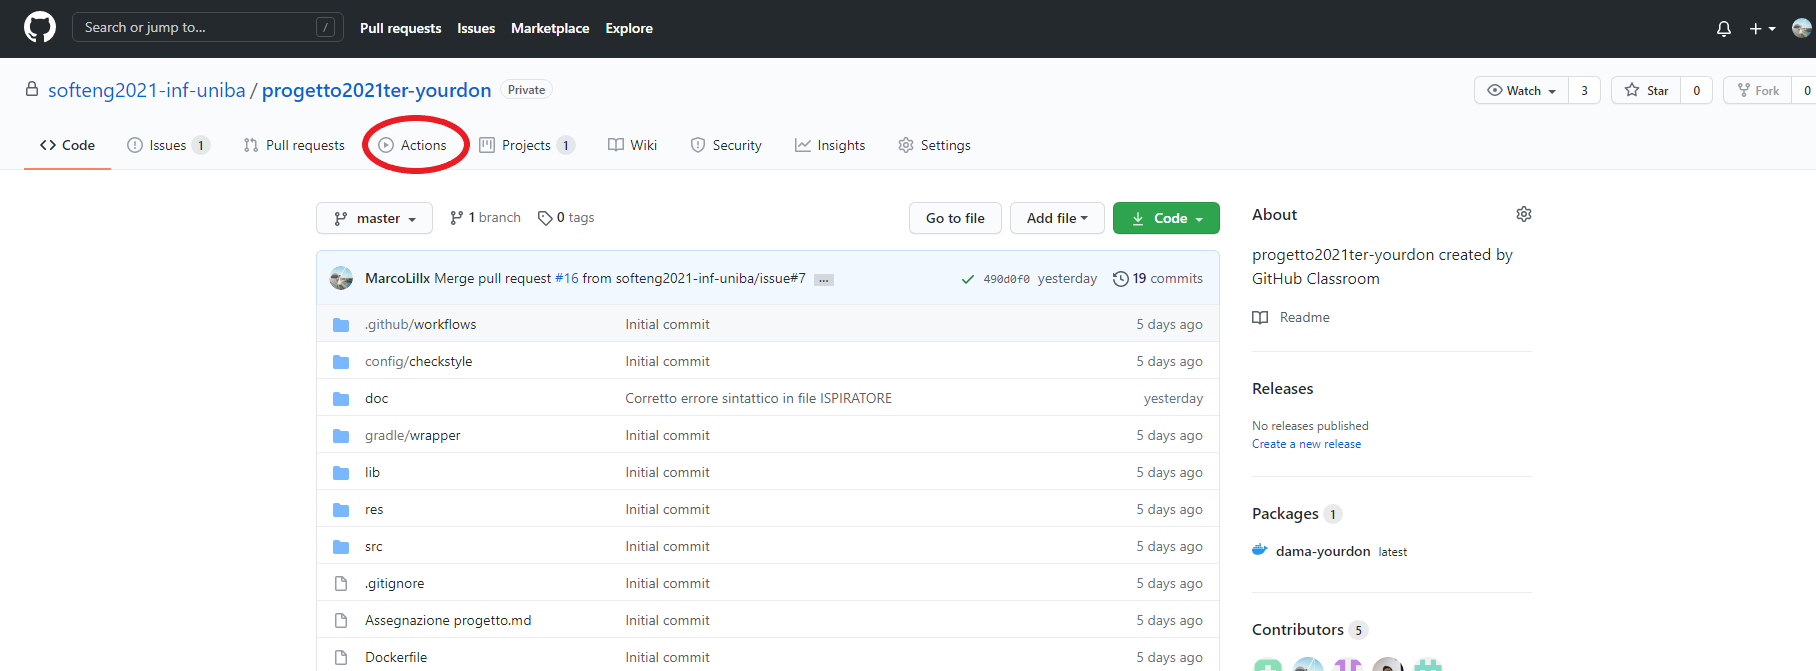 Search or jump to... / Pull requests Issues Marketplace Explore
softeng2021-inf-uniba / progetto2021ter-yourdon Private Watch 3 Star 0 Fork 0
Code Issues 1 Pull requests Actions Projects 1 Wiki Security Insights Settings
master 1 branch 0 tags Go to file Add file Code
MarcoLillx Merge pull request #16 from softeng2021-inf-uniba/issue#7 ... 490d0f0 yesterday 19 commits
.github/workflows Initial commit 5 days ago
config/checkstyle Initial commit 5 days ago
doc Corretto errore sintattico in file ISPIRATORE yesterday
gradle/wrapper Initial commit 5 days ago
lib Initial commit 5 days ago
res Initial commit 5 days ago
src Initial commit 5 days ago
.gitignore Initial commit 5 days ago
Assegnazione progetto.md Initial commit 5 days ago
Dockerfile Initial commit 5 days ago
About
progetto2021ter-yourdon created by
GitHub Classroom
Readme
Releases
No releases published
Create a new release
Packages 1
dama-yourdon latest
Contributors 5